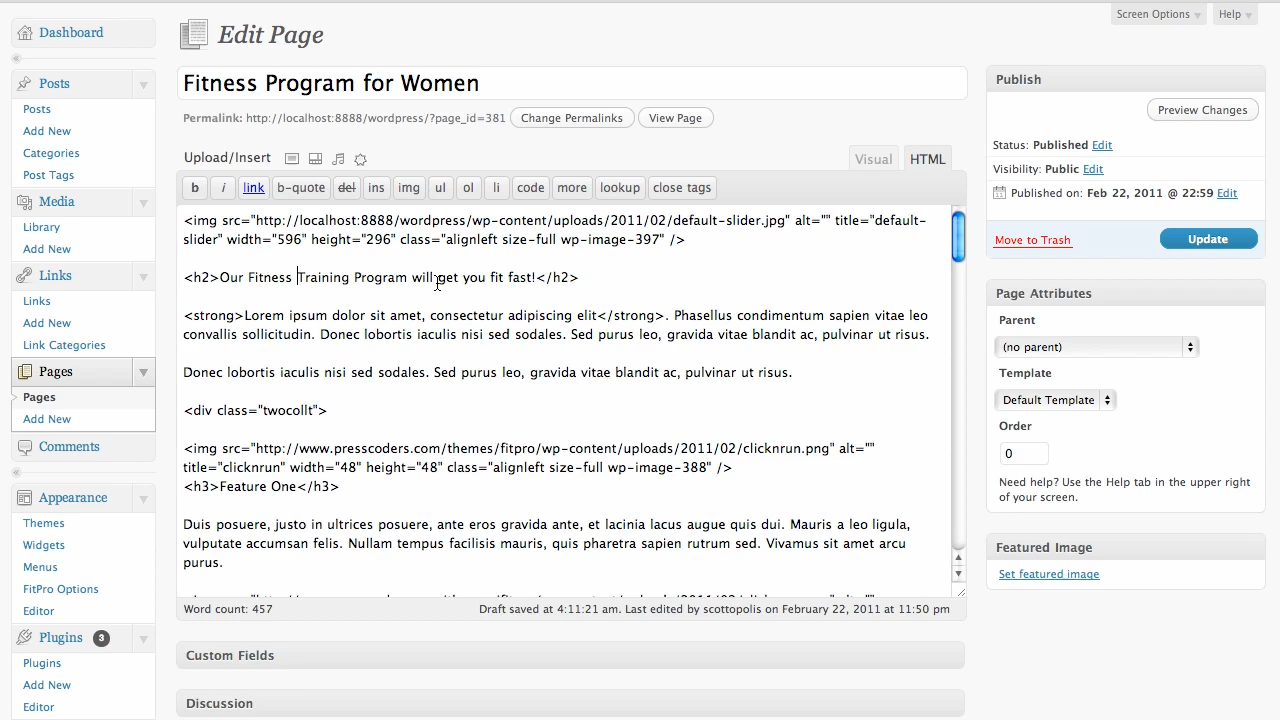 Screen Options
Help
Dashboard
Posts
Posts
Add New
Categories
Post Tags
Media
Library
Add New
Links
Links
Add New
Link Categories
Pages
Pages
Add New
Comments
Appearance
Themes
Widgets
Menus
FitPro Options
Editor
Plugins 3
Plugins
Add New
Editor
Edit Page
Fitness Program for Women
Permalink: http://localhost:8888/wordpress/?page_id=381 Change Permalinks View Page
Upload/Insert
Visual HTML
b i link b-quote del ins img ul ol li code more lookup close tags
<img src="http://localhost:8888/wordpress/wp-content/uploads/2011/02/default-slider.jpg" alt="" title="default-
slider" width="596" height="296" class="alignleft size-full wp-image-397" />
<h2>Our Fitness Training Program will get you fit fast!</h2>
<strong>Lorem ipsum dolor sit amet, consectetur adipiscing elit</strong>. Phasellus condimentum sapien vitae leo
convallis sollicitudin. Donec lobortis iaculis nisi sed sodales. Sed purus leo, gravida vitae blandit ac, pulvinar ut risus.
Donec lobortis iaculis nisi sed sodales. Sed purus leo, gravida vitae blandit ac, pulvinar ut risus.
<div class="twocollt">
<img src="http://www.presscoders.com/themes/fitpro/wp-content/uploads/2011/02/clicknrun.png" alt=""
title="clicknrun" width="48" height="48" class="alignleft size-full wp-image-388" />
<h3>Feature One</h3>
Duis posuere, justo in ultrices posuere, ante eros gravida ante, et lacinia lacus augue quis dui. Mauris a leo ligula,
vulputate accumsan felis. Nullam tempus facilisis mauris, quis pharetra sapien rutrum sed. Vivamus sit amet arcu
purus.
Word count: 457
Draft saved at 4:11:21 am. Last edited by scottopolis on February 22, 2011 at 11:50 pm
Custom Fields
Discussion
Publish
Preview Changes
Status: Published Edit
Visibility: Public Edit
Published on: Feb 22, 2011 @ 22:59 Edit
Move to Trash
Update
Page Attributes
Parent
(no parent)
Template
Default Template
Order
0
Need help? Use the Help tab in the upper right
of your screen.
Featured Image
Set featured image